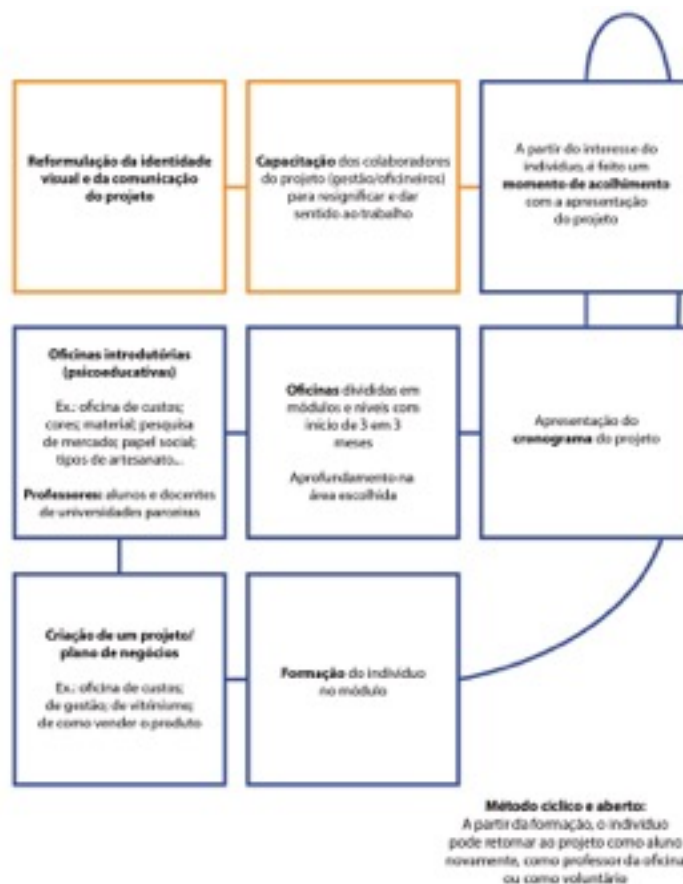 Reformulação da identidade
visual e da comunicação
do projeto
Capacitação dos colaboradores
do projeto (gestão/oficineiros)
para resignificar e dar
sentido ao trabalho
A partir do interesse do
indivíduo, é feito um
momento de acolhimento
com a apresentação
do projeto
Oficinas introdutórias
(psicoeducativas)
Ex.: oficina de custos;
cores; material; pesquisa
de mercado; papel social;
tipos de artesanato...
Professores: alunos e docentes
de universidades parceiras
Oficinas divididas em
módulos e níveis com
início de 3 em 3
meses
Aprofundamento na
área escolhida
Apresentação do
cronograma do projeto
Criação de um projeto/
plano de negócios
Ex.: oficina de custos;
de gestão; de vitrinismo;
de como vender o produto
Formação do indivíduo
no módulo
Método cíclico e aberto:
A partir da formação, o indivíduo
pode retornar ao projeto como aluno
novamente, como professor da oficina
ou como voluntário